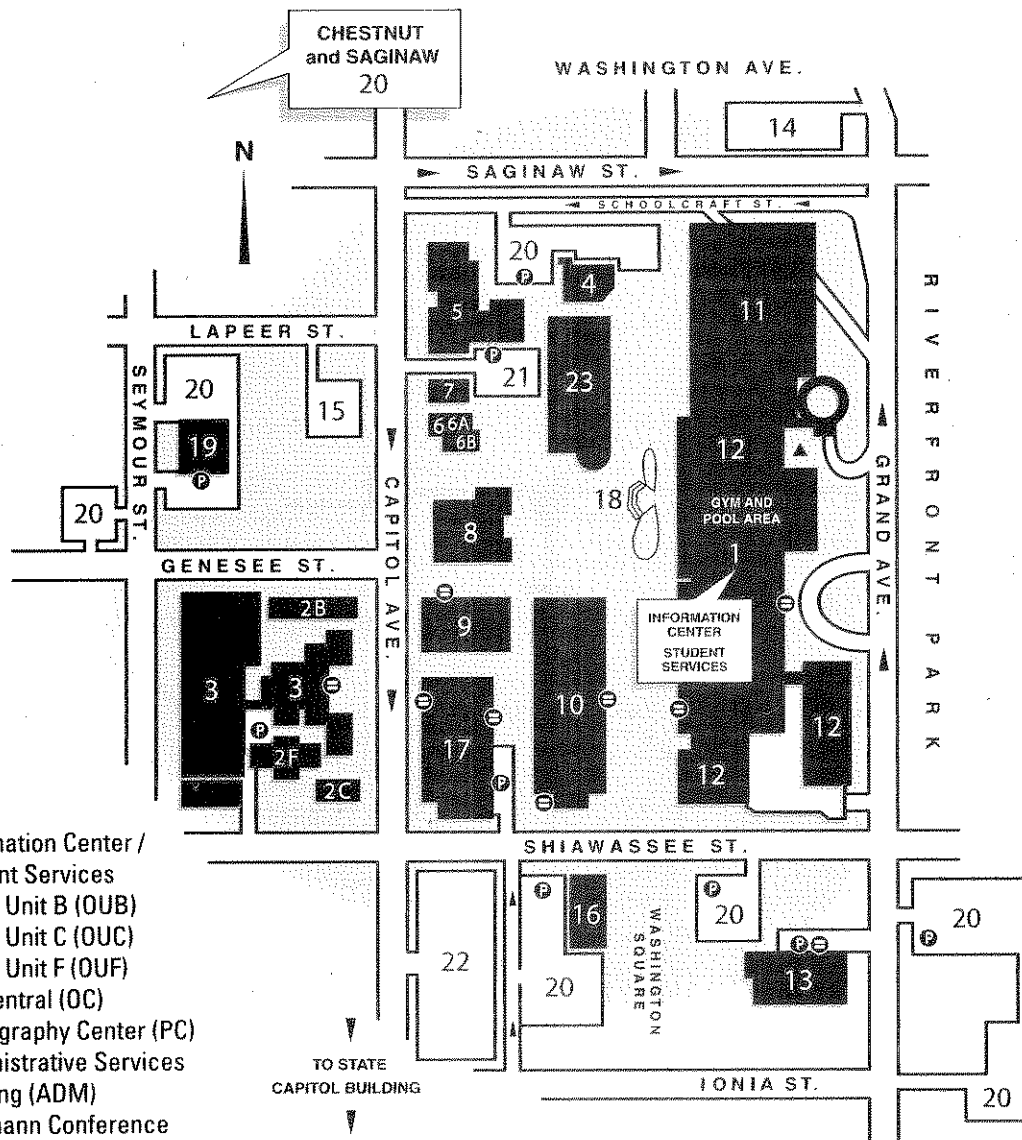 CHESTNUT
and SAGINAW
20
WASHINGTON AVE.
14
N
SAGINAW ST.
SCHOOLCRAFT ST.
20
P
4
5
11
LAPEER ST.
P
21
23
20
15
7
6 6A
6B
19
P
SEYMOUR ST.
CAPITOL AVE.
12
GYM AND
POOL AREA
18
8
1
20
GENESEE ST.
GRAND AVE.
RIVERFRONT PARK
INFORMATION
CENTER
STUDENT
SERVICES
2B
9
3
3
P
2F
2C
17
P
10
12
12
SHIAWASSEE ST.
mation Center /
nt Services
Unit B (OUB)
Unit C (OUC)
Unit F (OUF)
entral (OC)
graphy Center (PC)
nistrative Services
ng (ADM)
mann Conference
22
P
16
20
WASHINGTON
SQUARE
P
20
P
13
P
20
TO STATE
CAPITOL BUILDING
IONIA ST.
20